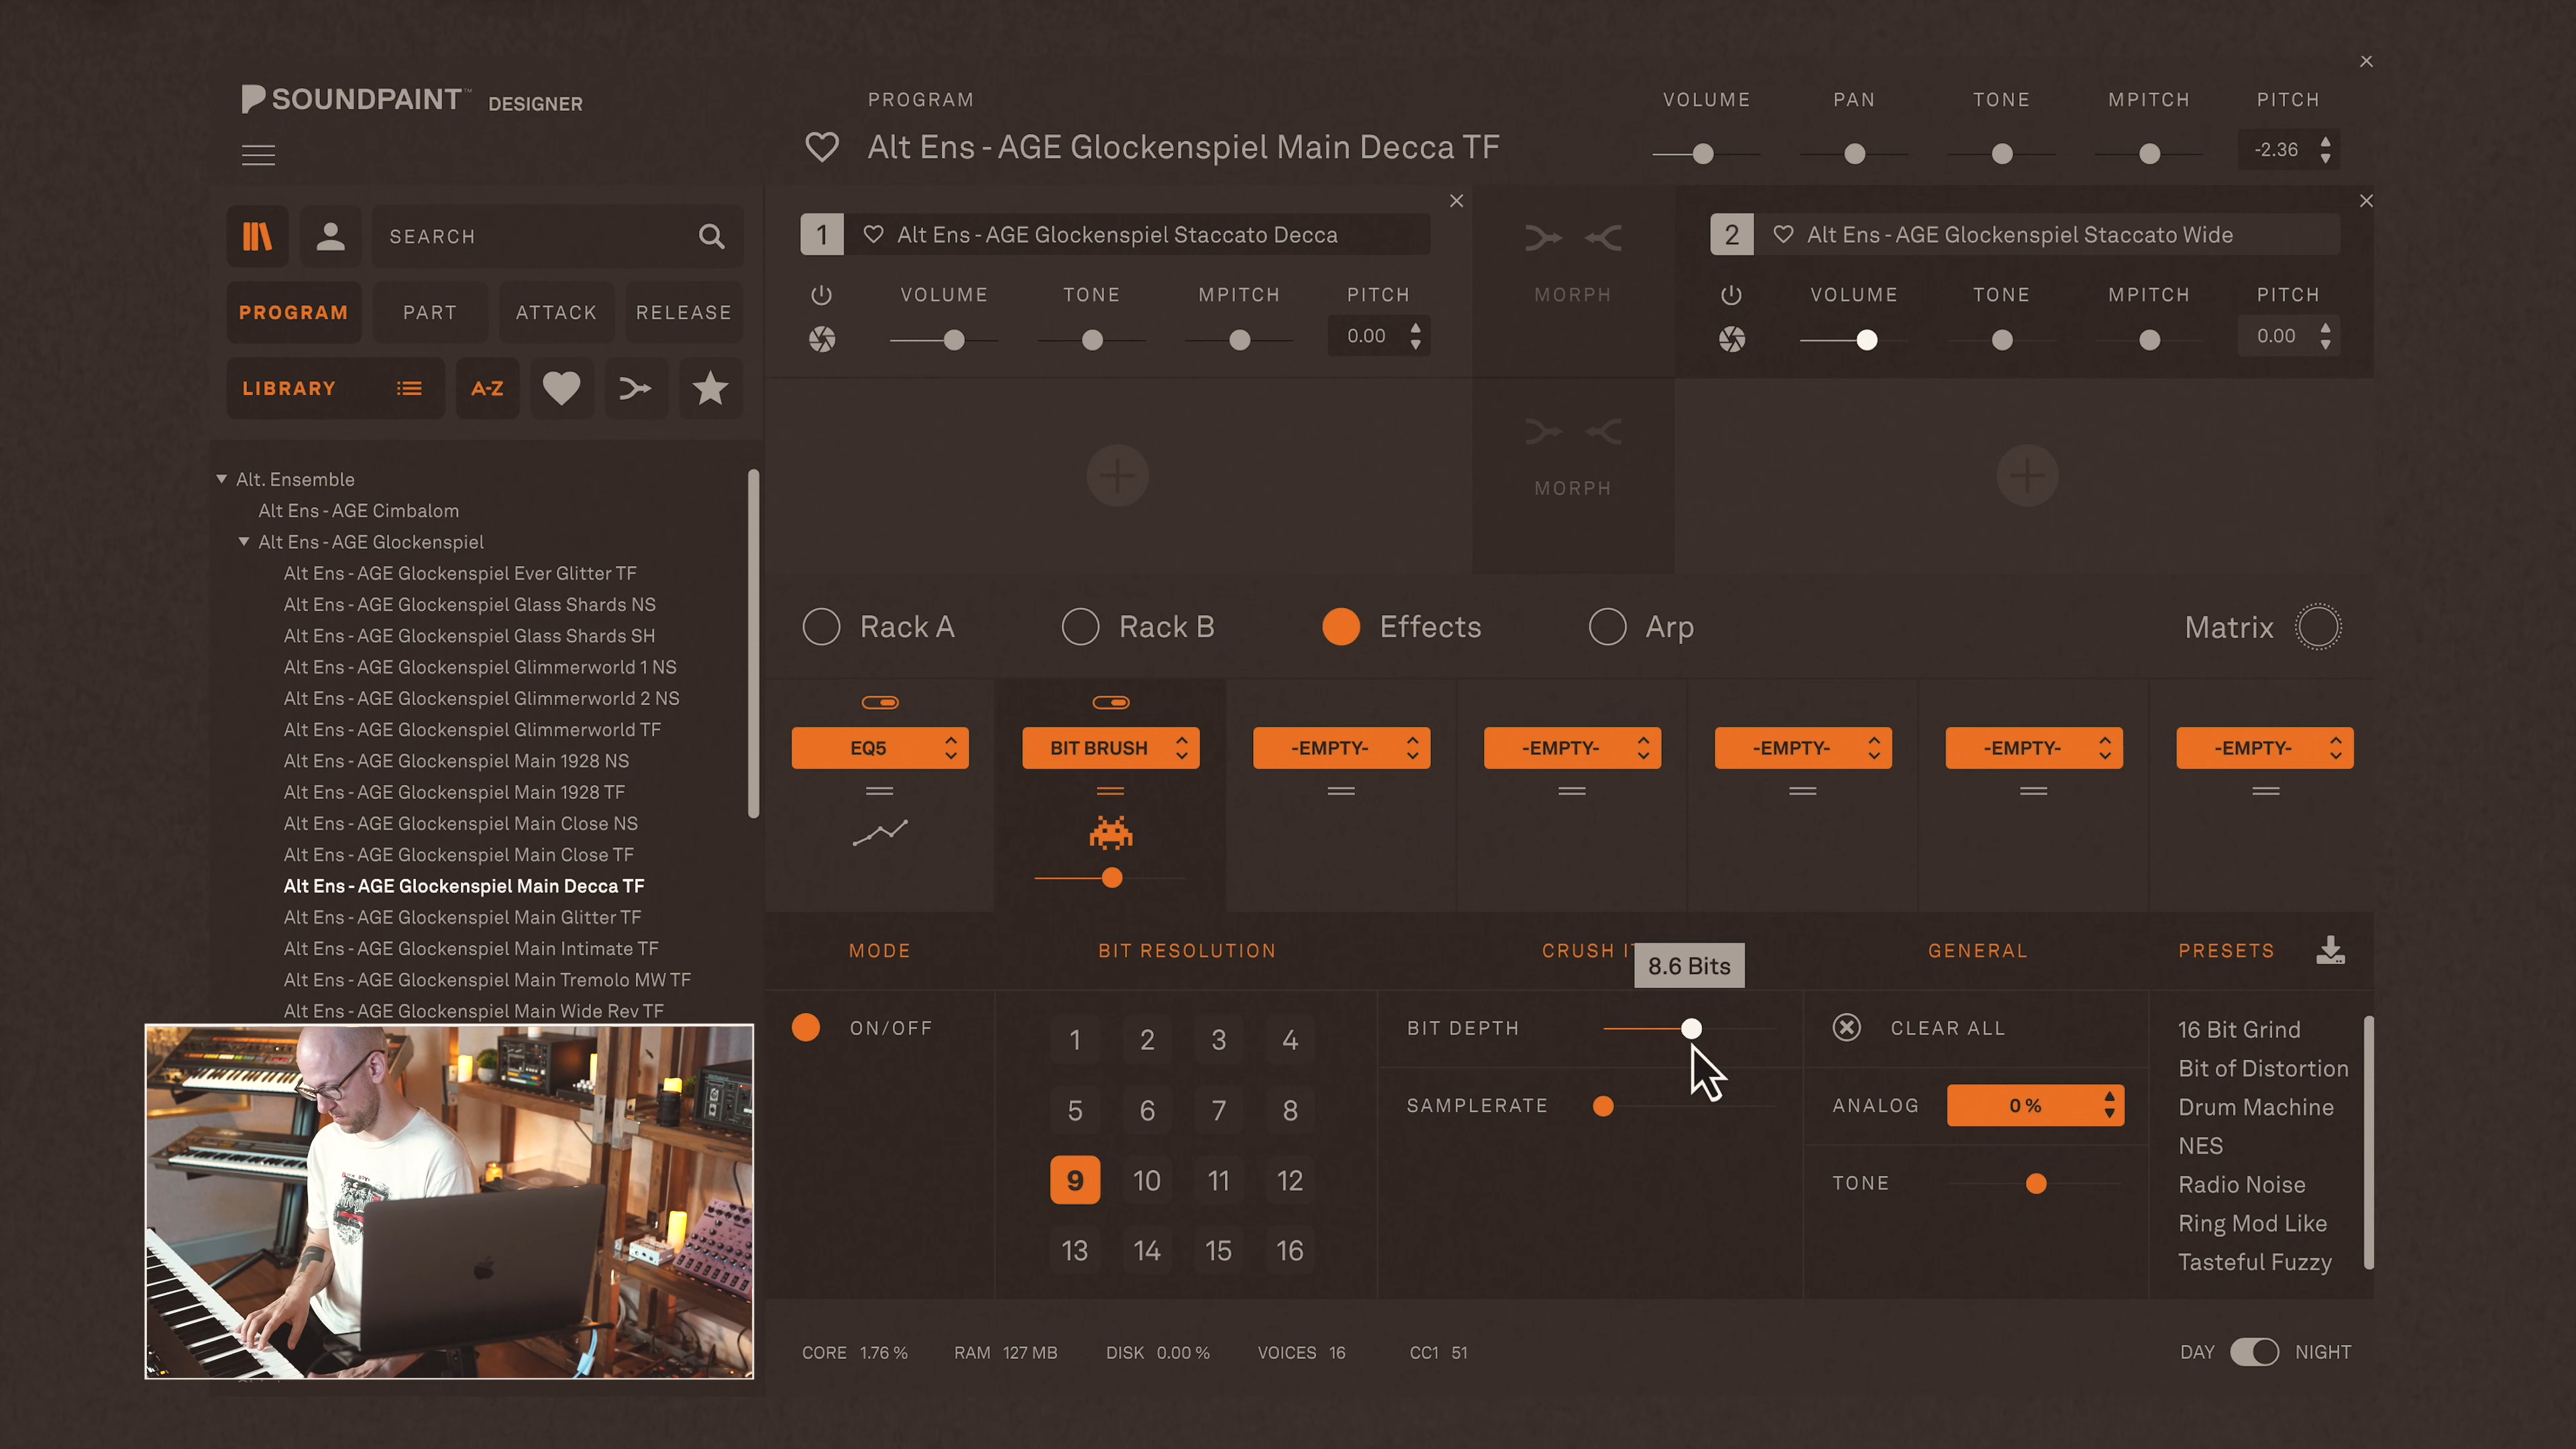 SOUNDPAINT™ DESIGNER
PROGRAM
Alt Ens - AGE Glockenspiel Main Decca TF
VOLUME PAN TONE MPITCH PITCH
-2.36
SEARCH
PROGRAM PART ATTACK RELEASE
LIBRARY A-Z
1 Alt Ens - AGE Glockenspiel Staccato Decca
VOLUME TONE MPITCH PITCH
0.00
MORPH
2 Alt Ens - AGE Glockenspiel Staccato Wide
VOLUME TONE MPITCH PITCH
0.00
MORPH
Alt. Ensemble
Alt Ens - AGE Cimbalom
Alt Ens - AGE Glockenspiel
Alt Ens - AGE Glockenspiel Ever Glitter TF
Alt Ens - AGE Glockenspiel Glass Shards NS
Alt Ens - AGE Glockenspiel Glass Shards SH
Alt Ens - AGE Glockenspiel Glimmerworld 1 NS
Alt Ens - AGE Glockenspiel Glimmerworld 2 NS
Alt Ens - AGE Glockenspiel Glimmerworld TF
Alt Ens - AGE Glockenspiel Main 1928 NS
Alt Ens - AGE Glockenspiel Main 1928 TF
Alt Ens - AGE Glockenspiel Main Close NS
Alt Ens - AGE Glockenspiel Main Close TF
Alt Ens - AGE Glockenspiel Main Decca TF
Alt Ens - AGE Glockenspiel Main Glitter TF
Alt Ens - AGE Glockenspiel Main Intimate TF
Alt Ens - AGE Glockenspiel Main Tremolo MW TF
Alt Ens - AGE Glockenspiel Main Wide Rev TF
Rack A Rack B Effects Arp Matrix
EQ5 BIT BRUSH -EMPTY- -EMPTY- -EMPTY- -EMPTY- -EMPTY-
MODE BIT RESOLUTION CRUSH I GENERAL PRESETS
8.6 Bits
ON/OFF
1 2 3 4
5 6 7 8
9 10 11 12
13 14 15 16
BIT DEPTH
SAMPLERATE
CLEAR ALL
ANALOG 0 %
TONE
16 Bit Grind
Bit of Distortion
Drum Machine
NES
Radio Noise
Ring Mod Like
Tasteful Fuzzy
CORE 1.76 % RAM 127 MB DISK 0.00 % VOICES 16 CC1 51
DAY NIGHT